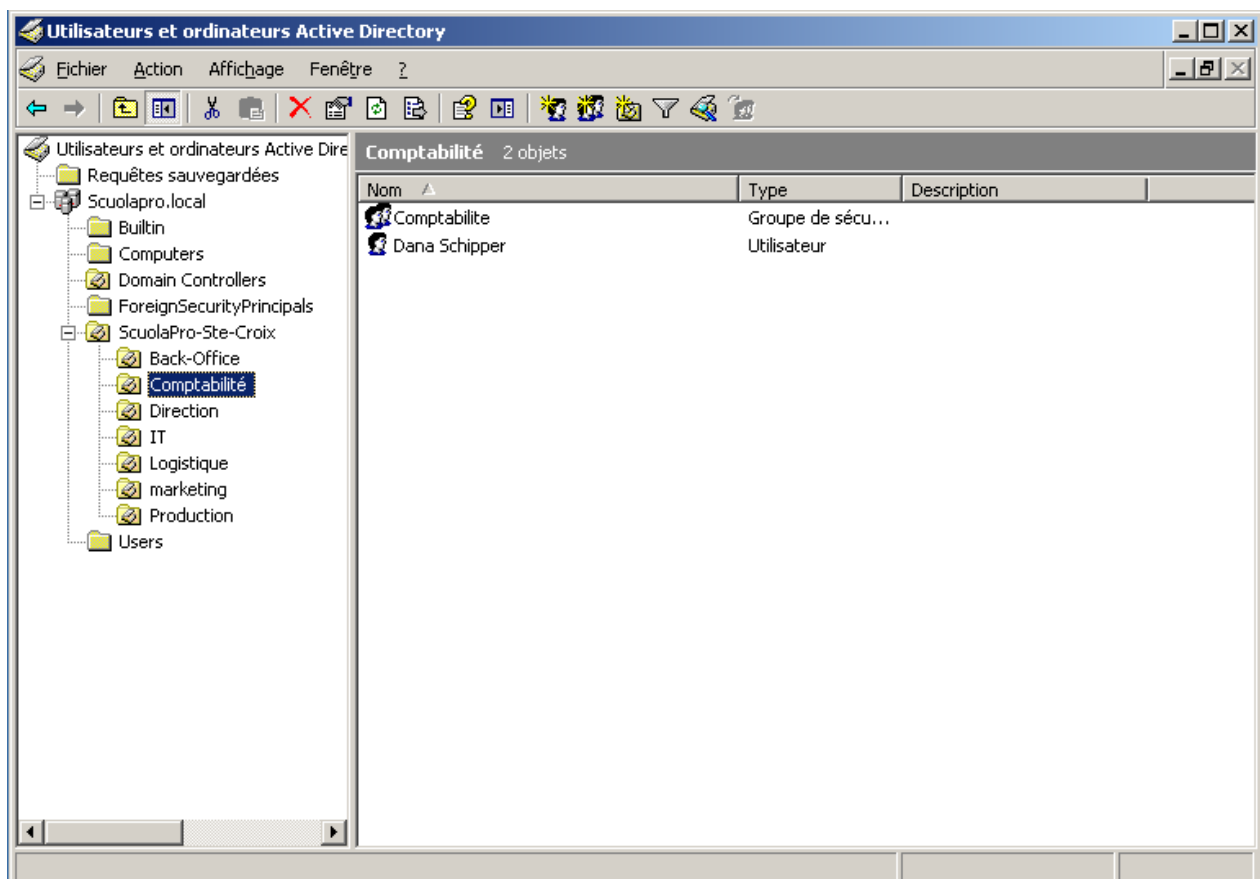 Utilisateurs et ordinateurs Active Directory
Fichier Action Affichage Fenêtre ?
Utilisateurs et ordinateurs Active Dire
Requêtes sauvegardées
Scuolapro.local
Builtin
Computers
Domain Controllers
ForeignSecurityPrincipals
ScuolaPro-Ste-Croix
Back-Office
Comptabilité
Direction
IT
Logistique
marketing
Production
Users
Comptabilité 2 objets
Nom Type Description
Comptabilite Groupe de sécu...
Dana Schipper Utilisateur